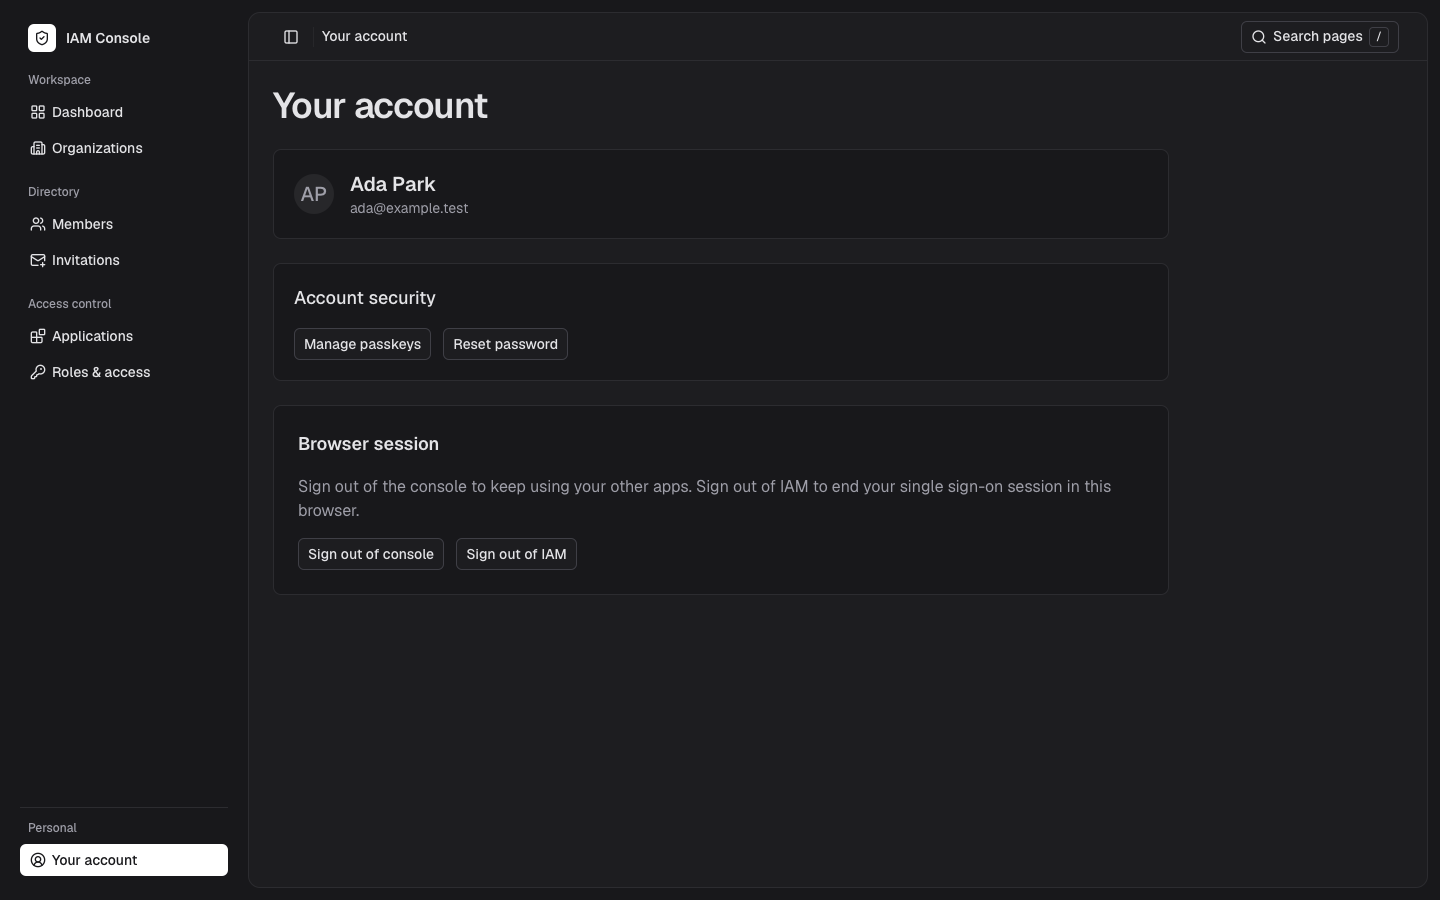 IAM Console
Workspace
Dashboard
Organizations
Directory
Members
Invitations
Access control
Applications
Roles & access
Personal
Your account
Your account
Search pages /
Your account
AP
Ada Park
ada@example.test
Account security
Manage passkeys
Reset password
Browser session
Sign out of the console to keep using your other apps. Sign out of IAM to end your single sign-on session in this
browser.
Sign out of console
Sign out of IAM